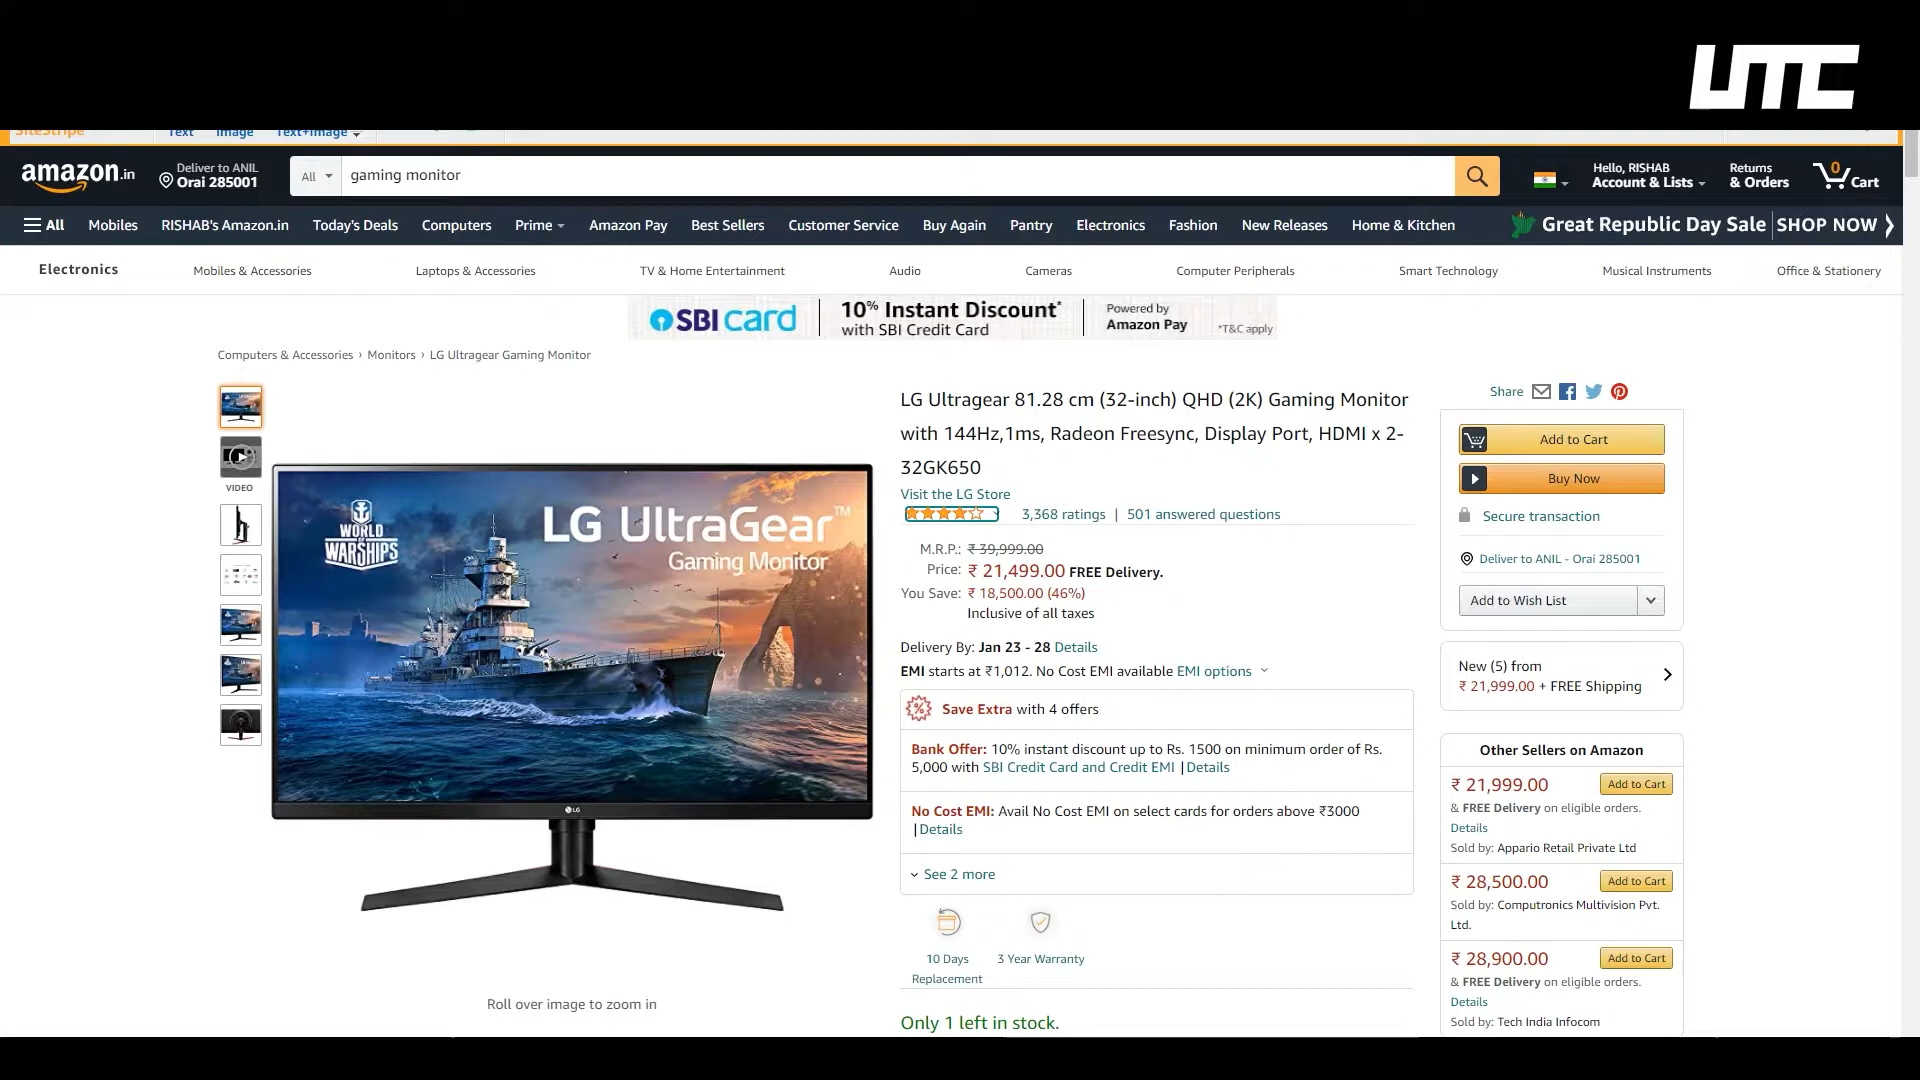 UTC
SiteStripe Text Image Text+Image
amazon.in
Deliver to ANIL
Orai 285001
All
gaming monitor
Hello, RISHAB
Account & Lists
Returns
& Orders
0
Cart
All Mobiles RISHAB's Amazon.in Today's Deals Computers Prime Amazon Pay Best Sellers Customer Service Buy Again Pantry Electronics Fashion New Releases Home & Kitchen Great Republic Day Sale SHOP NOW
Electronics Mobiles & Accessories Laptops & Accessories TV & Home Entertainment Audio Cameras Computer Peripherals Smart Technology Musical Instruments Office & Stationery
SBI card
10% Instant Discount*
with SBI Credit Card
Powered by
Amazon Pay
*T&C apply
Computers & Accessories › Monitors › LG Ultragear Gaming Monitor
VIDEO
WORLD
OF
WARSHIPS
LG UltraGear™
Gaming Monitor
LG
Roll over image to zoom in
LG Ultragear 81.28 cm (32-inch) QHD (2K) Gaming Monitor
with 144Hz,1ms, Radeon Freesync, Display Port, HDMI x 2-
32GK650
Visit the LG Store
3,368 ratings | 501 answered questions
M.R.P.: ₹ 39,999.00
Price: ₹ 21,499.00 FREE Delivery.
You Save: ₹ 18,500.00 (46%)
Inclusive of all taxes
Delivery By: Jan 23 - 28 Details
EMI starts at ₹1,012. No Cost EMI available EMI options
Save Extra with 4 offers
Bank Offer: 10% instant discount up to Rs. 1500 on minimum order of Rs.
5,000 with SBI Credit Card and Credit EMI |Details
No Cost EMI: Avail No Cost EMI on select cards for orders above ₹3000
|Details
See 2 more
10 Days
Replacement
3 Year Warranty
Only 1 left in stock.
Share
Add to Cart
Buy Now
Secure transaction
Deliver to ANIL - Orai 285001
Add to Wish List
New (5) from
₹ 21,999.00 + FREE Shipping
Other Sellers on Amazon
₹ 21,999.00 Add to Cart
& FREE Delivery on eligible orders.
Details
Sold by: Appario Retail Private Ltd
₹ 28,500.00 Add to Cart
Sold by: Computronics Multivision Pvt.
Ltd.
₹ 28,900.00 Add to Cart
& FREE Delivery on eligible orders.
Details
Sold by: Tech India Infocom